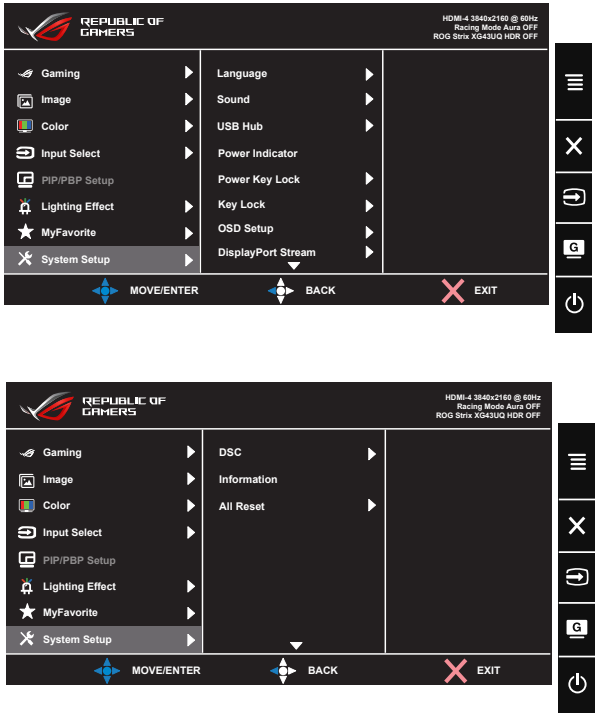 REPUBLIC OF
GAMERS
HDMI-4 3840x2160 @ 60Hz
Racing Mode Aura OFF
ROG Strix XG43UQ HDR OFF
Gaming
Image
Color
Input Select
PIP/PBP Setup
Lighting Effect
MyFavorite
System Setup
Language
Sound
USB Hub
Power Indicator
Power Key Lock
Key Lock
OSD Setup
DisplayPort Stream
MOVE/ENTER
BACK
EXIT
G
REPUBLIC OF
GAMERS
HDMI-4 3840x2160 @ 60Hz
Racing Mode Aura OFF
ROG Strix XG43UQ HDR OFF
Gaming
Image
Color
Input Select
PIP/PBP Setup
Lighting Effect
MyFavorite
System Setup
DSC
Information
All Reset
MOVE/ENTER
BACK
EXIT
G